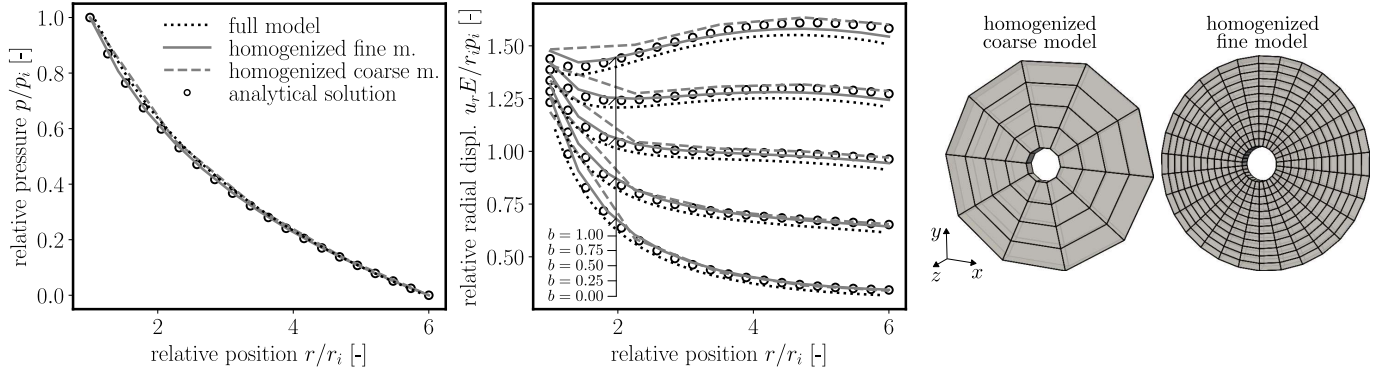 relative pressure p/p_i [-]
1.0
0.8
0.6
0.4
0.2
0.0
full model
homogenized fine m.
homogenized coarse m.
analytical solution
2
4
6
relative position r/r_i [-]
relative radial displ. u_r E/r_i p_i [-]
1.50
1.25
1.00
0.75
0.50
b = 1.00
b = 0.75
b = 0.50
b = 0.25
b = 0.00
2
4
6
relative position r/r_i [-]
homogenized
coarse model
y
z
x
homogenized
fine model